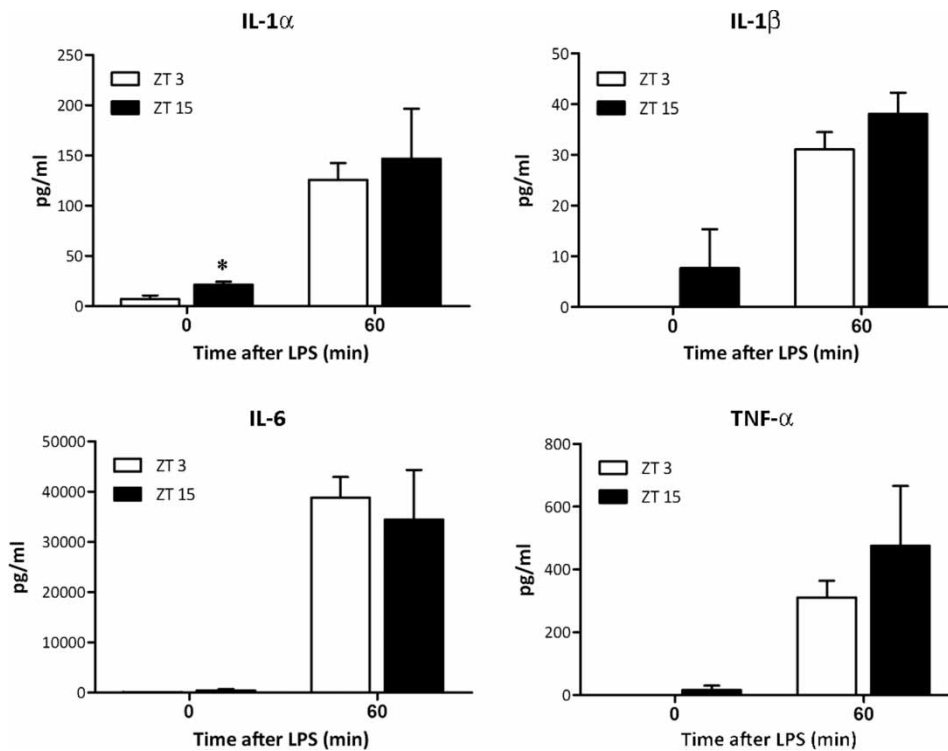 IL-1α
250
200
150
100
50
0
pg/ml
ZT 3
ZT 15
*
0
60
Time after LPS (min)
IL-1β
50
40
30
20
10
0
pg/ml
ZT 3
ZT 15
0
60
Time after LPS (min)
IL-6
50000
40000
30000
20000
10000
0
pg/ml
ZT 3
ZT 15
0
60
Time after LPS (min)
TNF-α
800
600
400
200
0
pg/ml
ZT 3
ZT 15
0
60
Time after LPS (min)